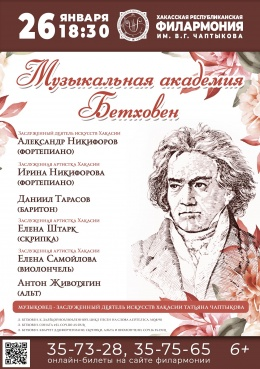 26 ЯНВАРЯ
18:30
ХАКАССКАЯ РЕСПУБЛИКАНСКАЯ
ФИЛАРМОНИЯ
ИМ. В.Г. ЧАПТЫКОВА
Музыкальная академия
Бетховен
Заслуженный деятель искусств Хакасии
Александр Никифоров
(фортепиано)
Заслуженная артистка Хакасии
Ирина Никифорова
(фортепиано)
Даниил Тарасов
(баритон)
Заслуженная артистка Хакасии
Елена Штарк
(скрипка)
Заслуженная артистка Хакасии
Елена Самойлова
(виолончель)
Антон Животягин
(альт)
МУЗЫКОВЕД - ЗАСЛУЖЕННЫЙ ДЕЯТЕЛЬ ИСКУССТВ ХАКАСИИ ТАТЬЯНА ЧАПТЫКОВА
35-73-28, 35-75-65
6+
онлайн-билеты на сайте филармонии